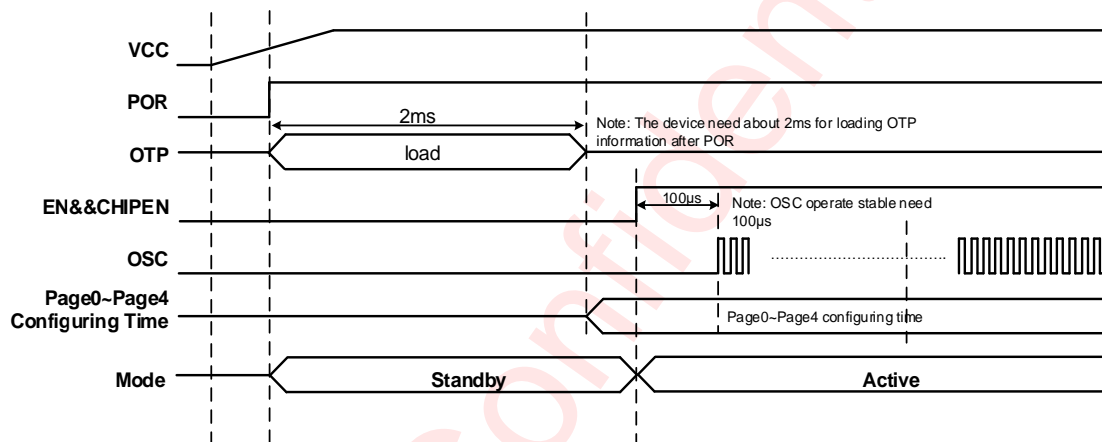 VCC
POR
2ms
Note: The device need about 2ms for loading OTP
information after POR
OTP
load
EN&&CHIPEN
100µs
Note: OSC operate stable need
100µs
OSC
Page0~Page4
Configuring Time
Page0~Page4 configuring time
Mode
Standby
Active
Confidential